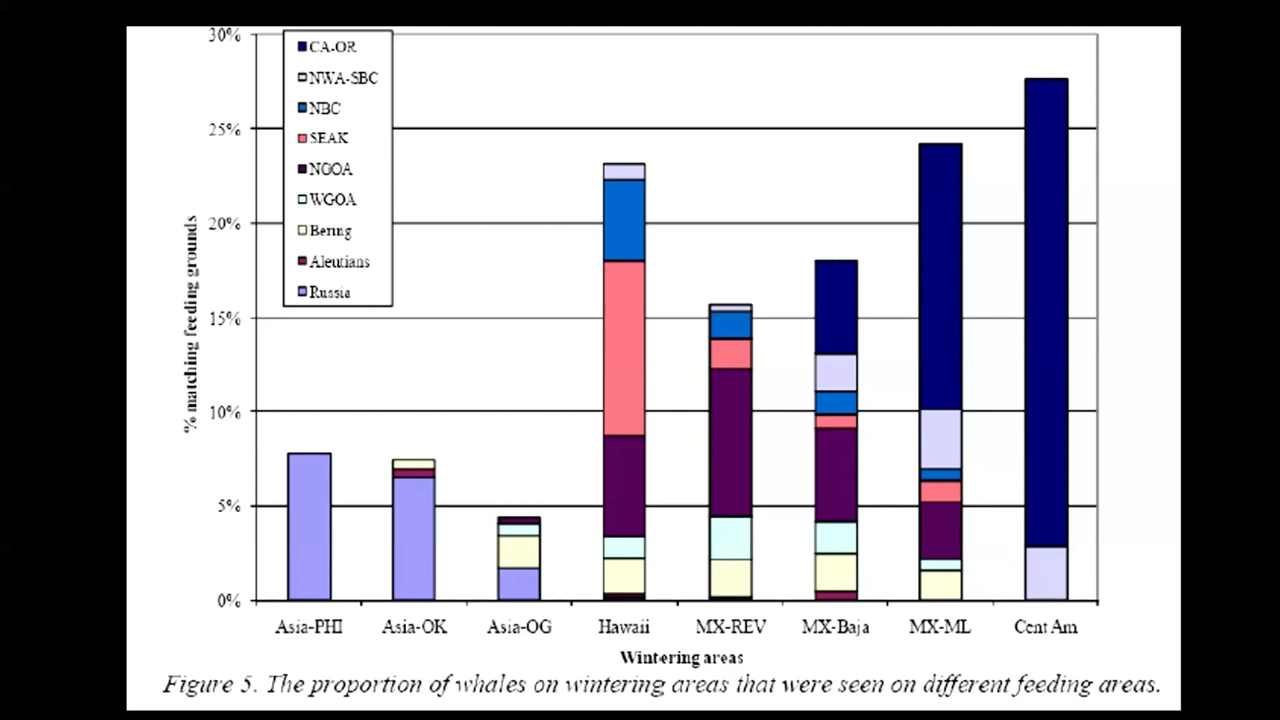 30%
CA-OR
NWA-SBC
NBC
SEAK
NGOA
WGOA
Bering
Aleutians
Russia
25%
20%
15%
10%
5%
0%
% matching feeding grounds
Asia-PHI Asia-OK Asia-OG Hawaii MX-REV MX-Baja MX-ML Cent Am
Wintering areas
Figure 5. The proportion of whales on wintering areas that were seen on different feeding areas.